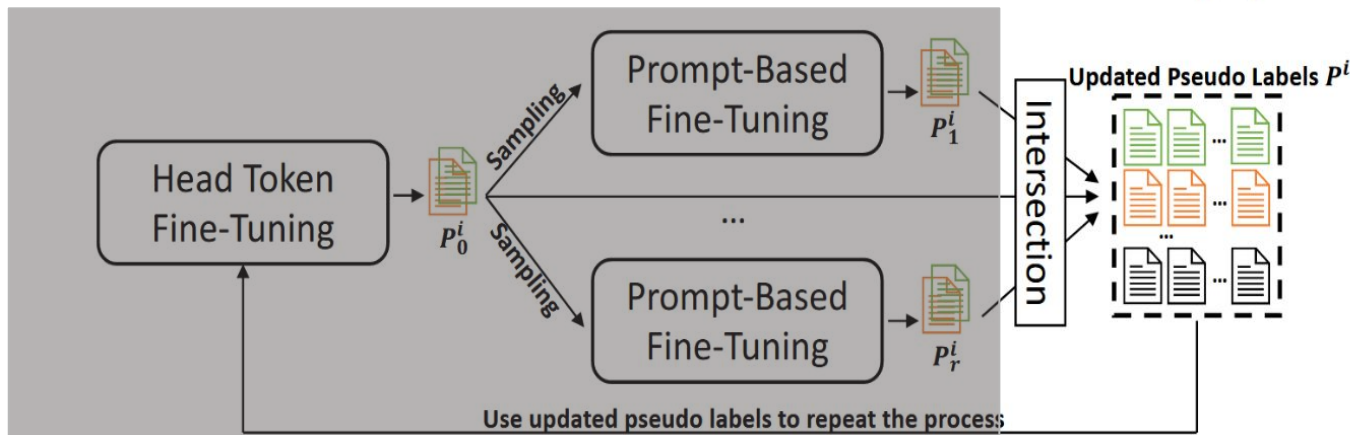 Updated Pseudo Labels P^i
Prompt-Based
Fine-Tuning
P_1^i
Sampling
Head Token
Fine-Tuning
P_0^i
...
Sampling
Prompt-Based
Fine-Tuning
P_r^i
Intersection
...
...
...
...
Use updated pseudo labels to repeat the process